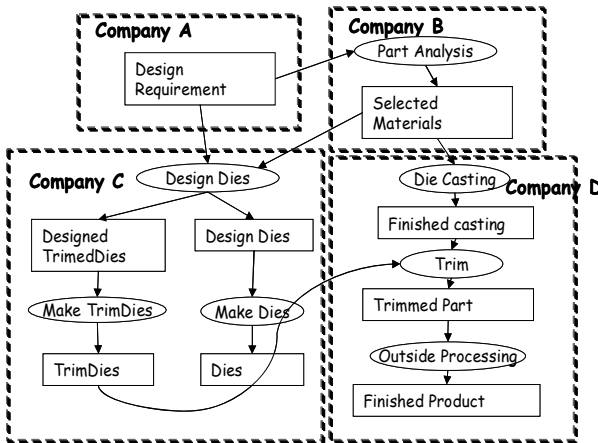 Company A
Design
Requirement
Company B
Part Analysis
Selected
Materials
Company C
Design Dies
Designed
TrimedDies
Design Dies
Make TrimDies
Make Dies
TrimDies
Dies
Company D
Die Casting
Finished casting
Trim
Trimmed Part
Outside Processing
Finished Product